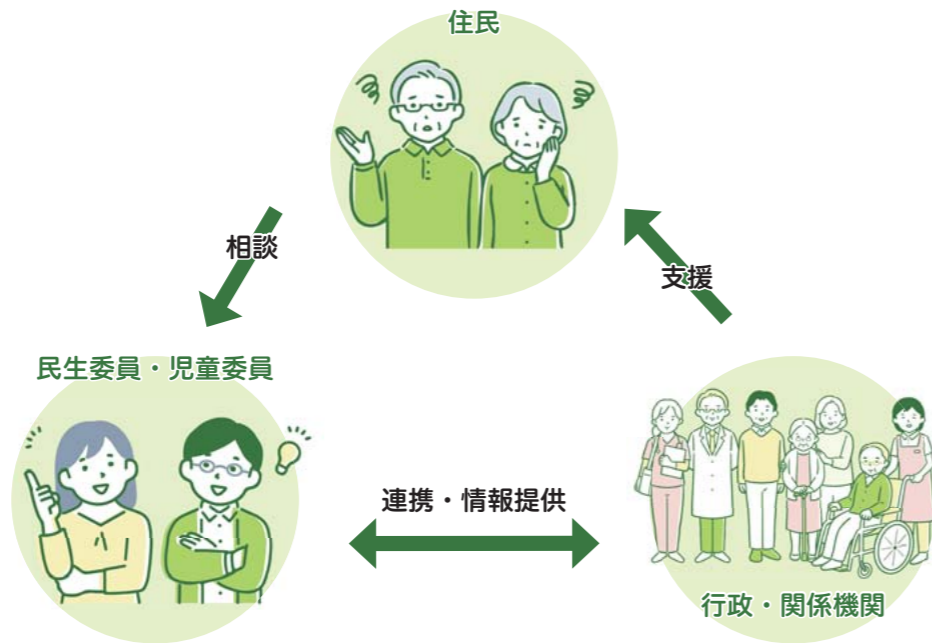 住民
相談
支援
民生委員・児童委員
連携・情報提供
行政・関係機関